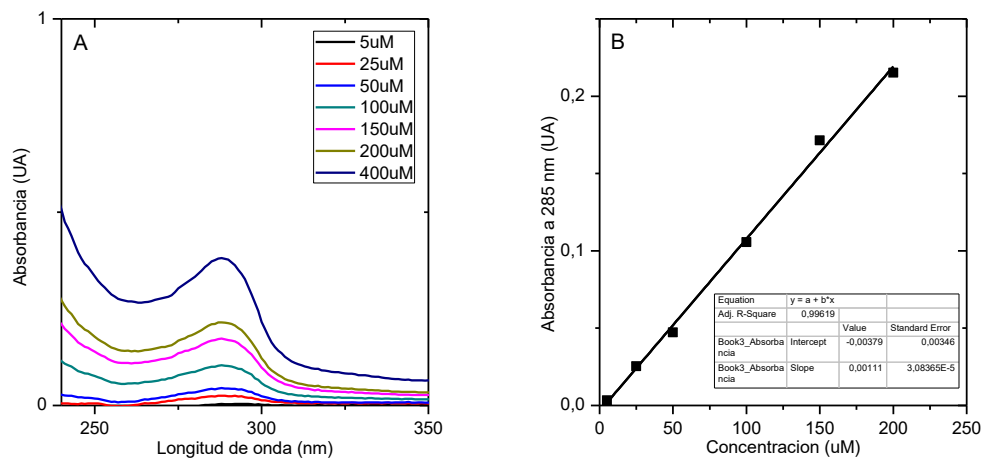 A
1
0
Absorbancia (UA)
250
300
350
Longitud de onda (nm)
5uM
25uM
50uM
100uM
150uM
200uM
400uM
B
0,2
0,1
0,0
Absorbancia a 285 nm (UA)
0
50
100
150
200
250
Concentracion (uM)
Equation y = a + b*x
Adj. R-Square 0,99619
Value Standard Error
Book3_Absorba
ncia Intercept -0,00379 0,00346
Book3_Absorba
ncia Slope 0,00111 3,08365E-5